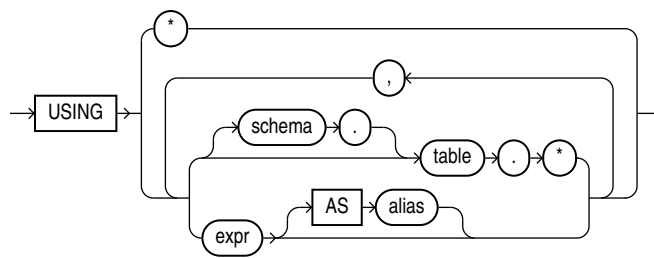 *
,
USING
schema .
table . *
AS alias
expr